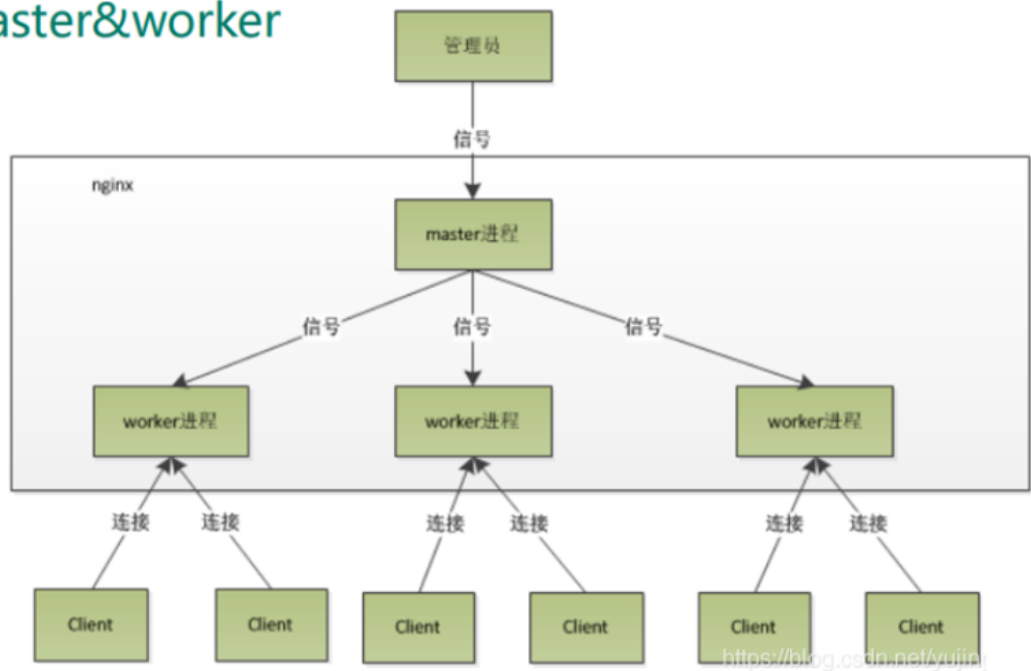 aster&worker
管理员
信号
nginx
master进程
信号 信号 信号
worker进程 worker进程 worker进程
连接 连接 连接 连接 连接 连接
Client Client Client Client Client Client
https://blog.csdn.net/yujing